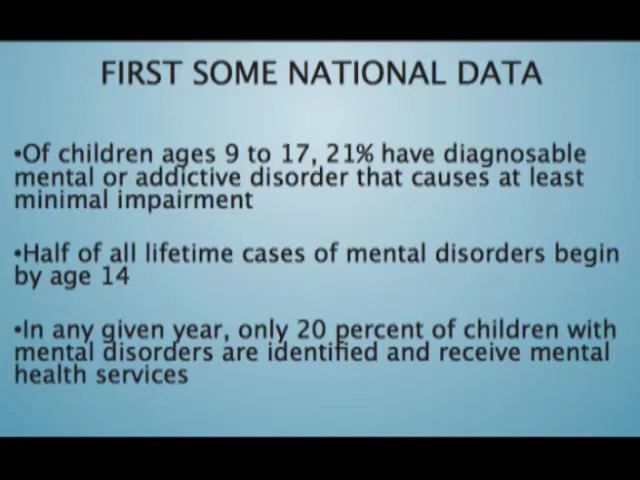 FIRST SOME NATIONAL DATA
•Of children ages 9 to 17, 21% have diagnosable
mental or addictive disorder that causes at least
minimal impairment
•Half of all lifetime cases of mental disorders begin
by age 14
•In any given year, only 20 percent of children with
mental disorders are identified and receive mental
health services